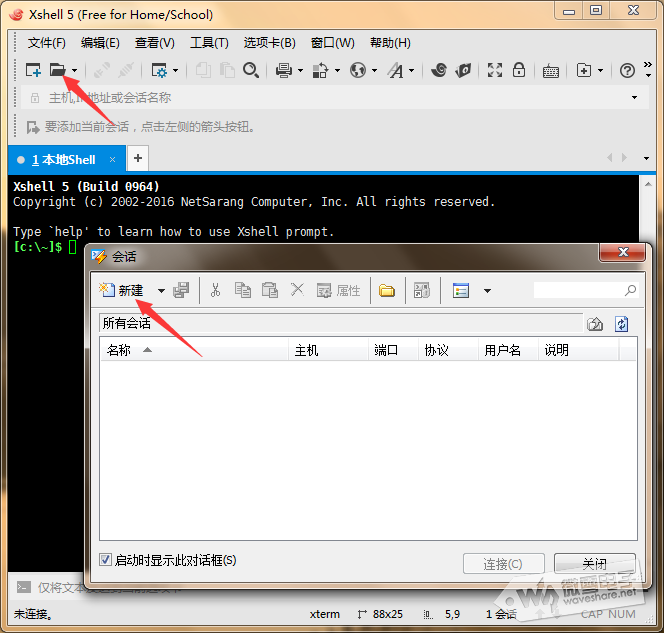 Xshell 5 (Free for Home/School)
文件(F) 编辑(E) 查看(V) 工具(T) 选项卡(B) 窗口(W) 帮助(H)
主机,IP地址或会话名称
要添加当前会话，点击左侧的箭头按钮。
1 本地Shell
Xshell 5 (Build 0964)
Copyright (c) 2002-2016 NetSarang Computer, Inc. All rights reserved.
Type `help' to learn how to use Xshell prompt.
[c:\~]$
会话
新建 属性
所有会话
名称 主机 端口 协议 用户名 说明
启动时显示此对话框(S)
连接(C) 关闭
仅将文本
微雪电子
waveshare.net
未连接。 xterm 88x25 5,9 1 会话 CAP NUM